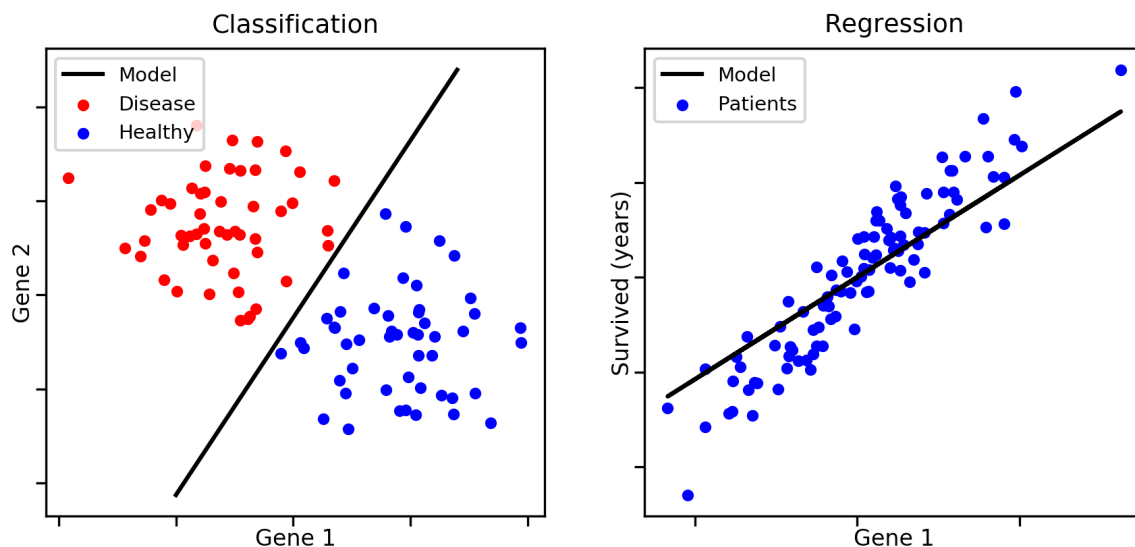 Classification
Model
Disease
Healthy
Gene 2
Gene 1
Regression
Model
Patients
Survived (years)
Gene 1